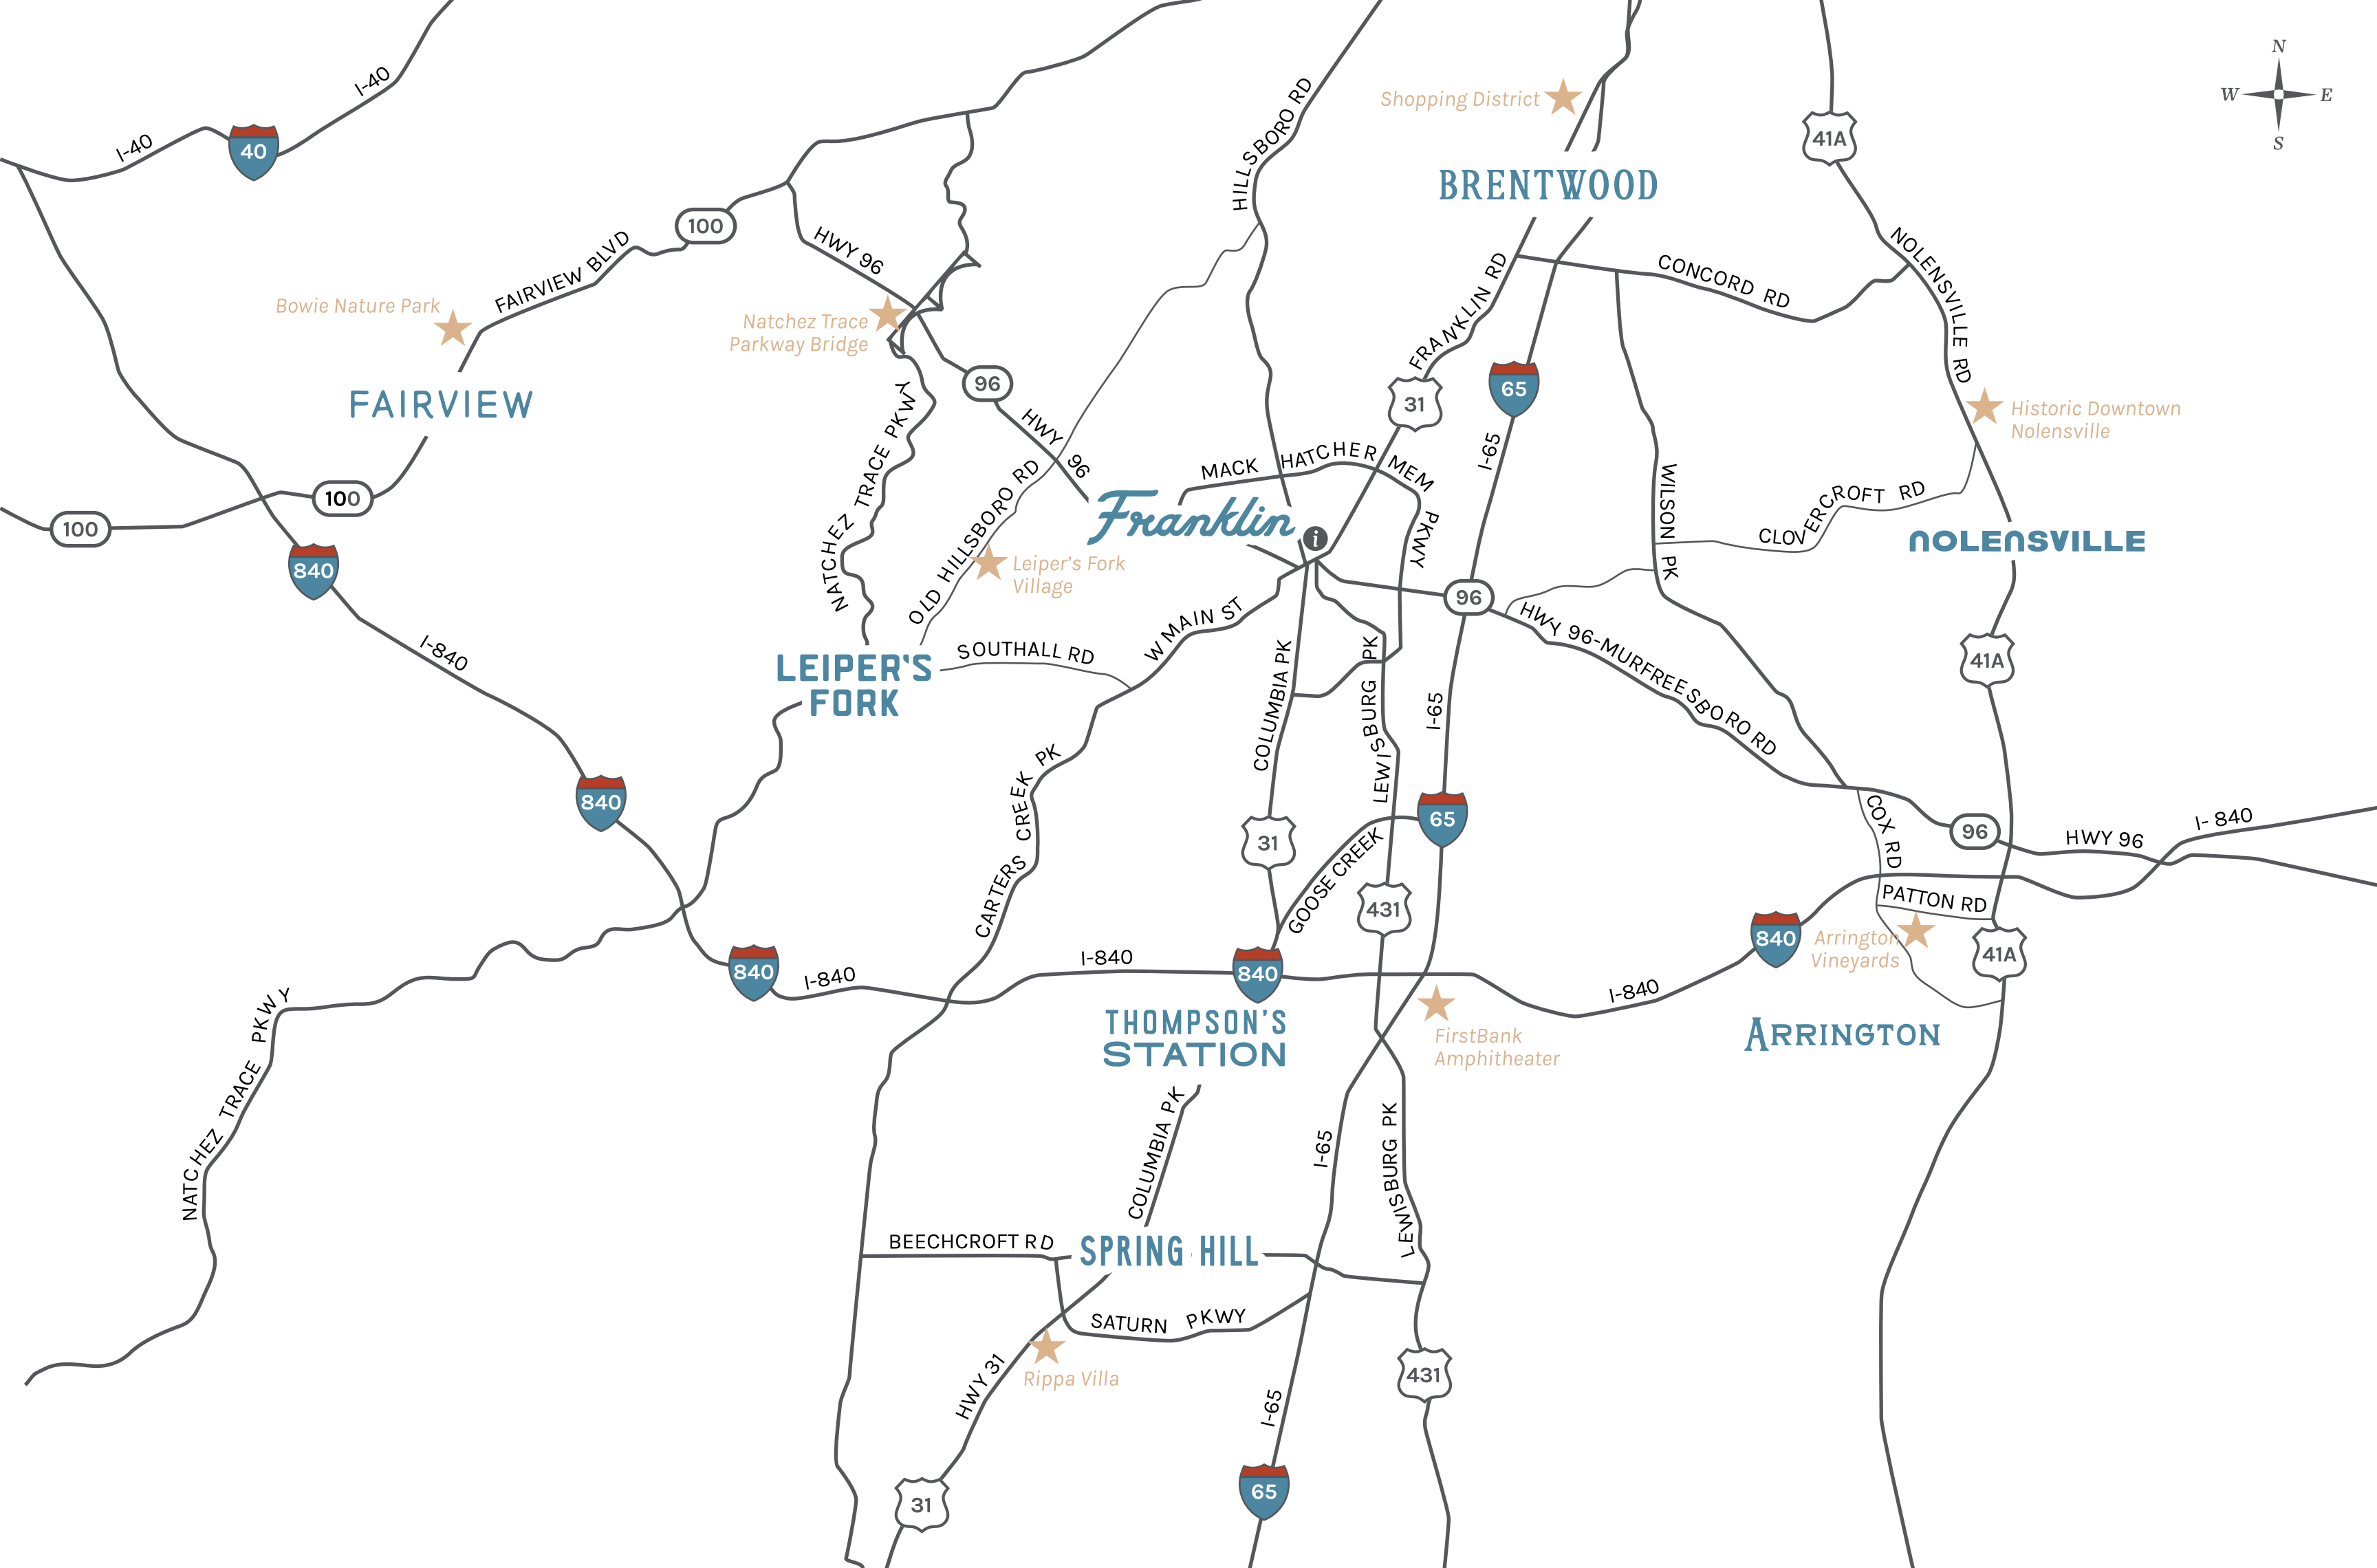 N
W E
S
I-40
I-40
40
Shopping District
41A
HILLSBORO RD
BRENTWOOD
100
HWY 96
NOLENSVILLE RD
CONCORD RD
FAIRVIEW BLVD
Bowie Nature Park
Natchez Trace
Parkway Bridge
FRANKLIN RD
96
31
65
FAIRVIEW
Historic Downtown
Nolensville
NATCHEZ TRACE PKWY
HWY 96
MACK HATCHER MEM PKWY
I-65
WILSON PK
CLOVERCROFT RD
100
100
Franklin
i
NOLENSVILLE
OLD HILLSBORO RD
Leiper's Fork
Village
840
96
HWY 96-MURFREESBORO RD
I-840
W MAIN ST
SOUTHALL RD
LEIPER'S
FORK
COLUMBIA PK
LEWISBURG PK
I-65
41A
CARTERS CREEK PK
840
31
GOOSE CREEK
65
COX RD
96
HWY 96
I- 840
431
PATTON RD
840
Arrington
Vineyards
41A
840
I-840
I-840
840
I-840
FirstBank
Amphitheater
THOMPSON'S
STATION
ARRINGTON
NATCHEZ TRACE PKWY
COLUMBIA PK
I-65
LEWISBURG PK
BEECHCROFT RD
SPRING HILL
SATURN PKWY
Rippa Villa
HWY 31
431
I-65
31
65